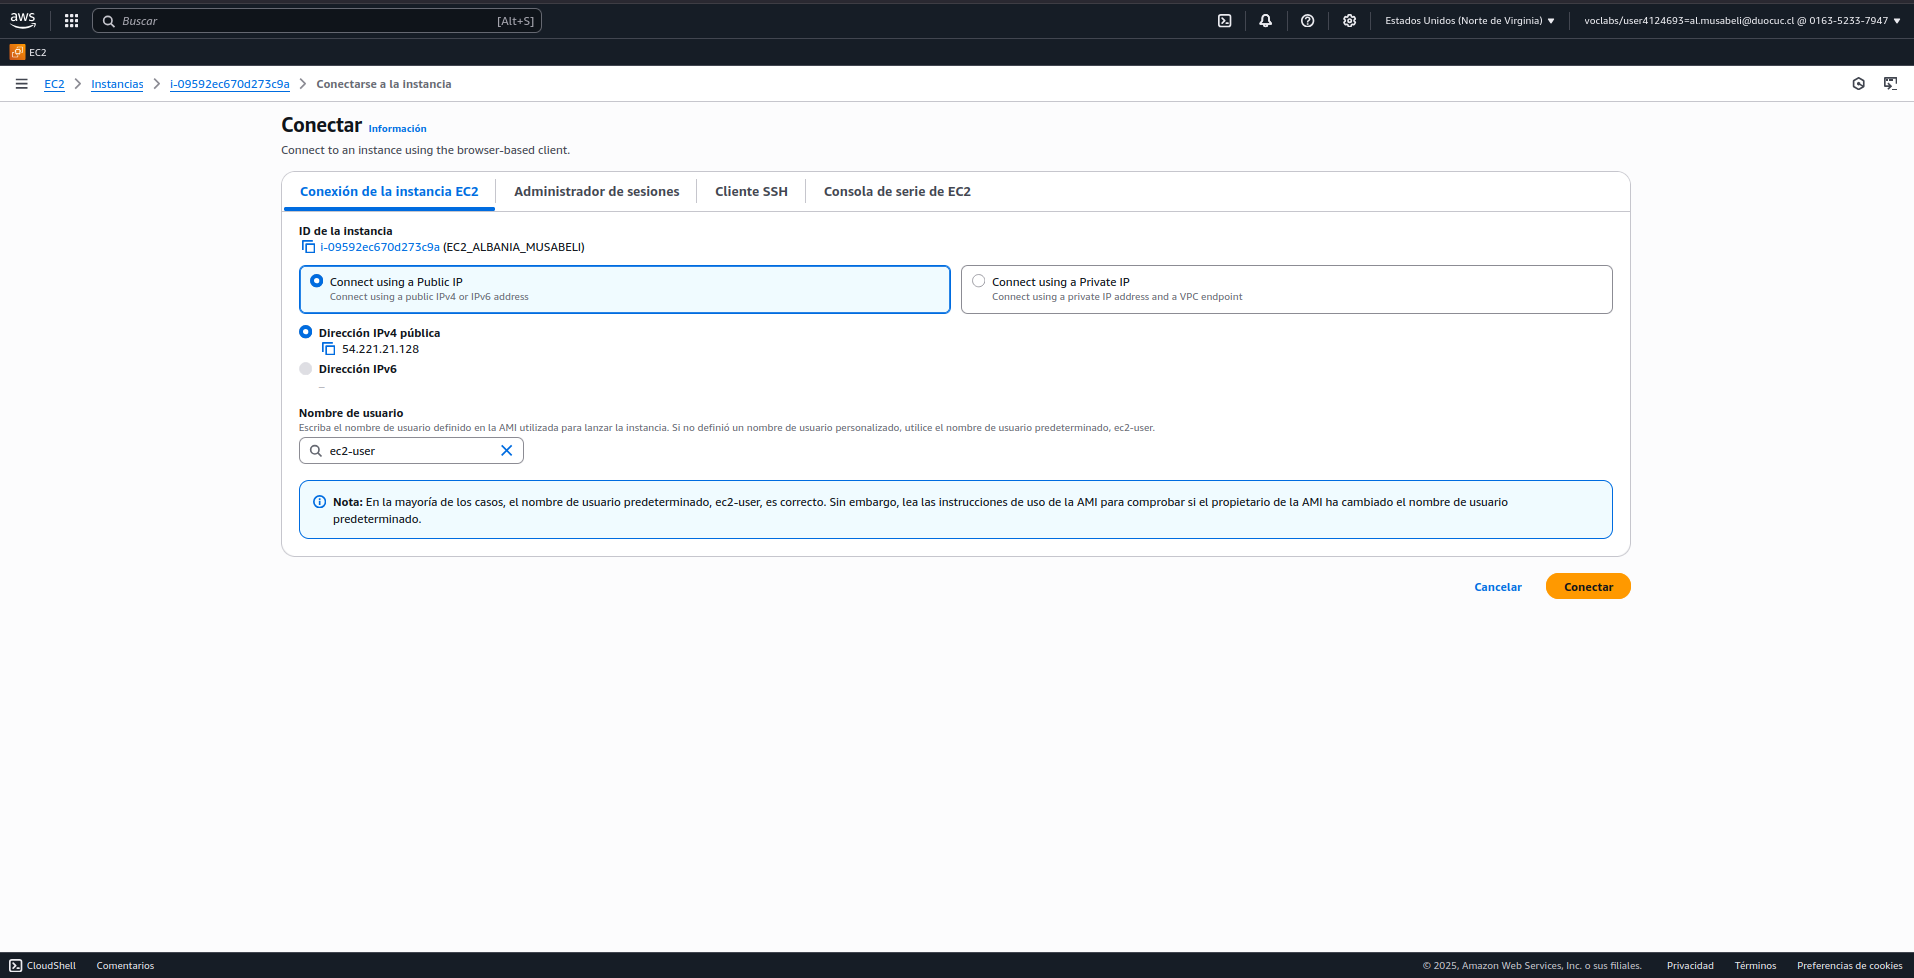 aws
Buscar [Alt+S]
Estados Unidos (Norte de Virginia)
voclabs/user4124693=al.musabeli@duocuc.cl @ 0163-5233-7947
EC2
EC2 > Instancias > i-09592ec670d273c9a > Conectarse a la instancia
Conectar Información
Connect to an instance using the browser-based client.
Conexión de la instancia EC2
Administrador de sesiones
Cliente SSH
Consola de serie de EC2
ID de la instancia
i-09592ec670d273c9a (EC2_ALBANIA_MUSABELI)
Connect using a Public IP
Connect using a public IPv4 or IPv6 address
Connect using a Private IP
Connect using a private IP address and a VPC endpoint
Dirección IPv4 pública
54.221.21.128
Dirección IPv6
–
Nombre de usuario
Escriba el nombre de usuario definido en la AMI utilizada para lanzar la instancia. Si no definió un nombre de usuario personalizado, utilice el nombre de usuario predeterminado, ec2-user.
ec2-user
Nota: En la mayoría de los casos, el nombre de usuario predeterminado, ec2-user, es correcto. Sin embargo, lea las instrucciones de uso de la AMI para comprobar si el propietario de la AMI ha cambiado el nombre de usuario
predeterminado.
Cancelar
Conectar
CloudShell
Comentarios
© 2025, Amazon Web Services, Inc. o sus filiales.
Privacidad
Términos
Preferencias de cookies